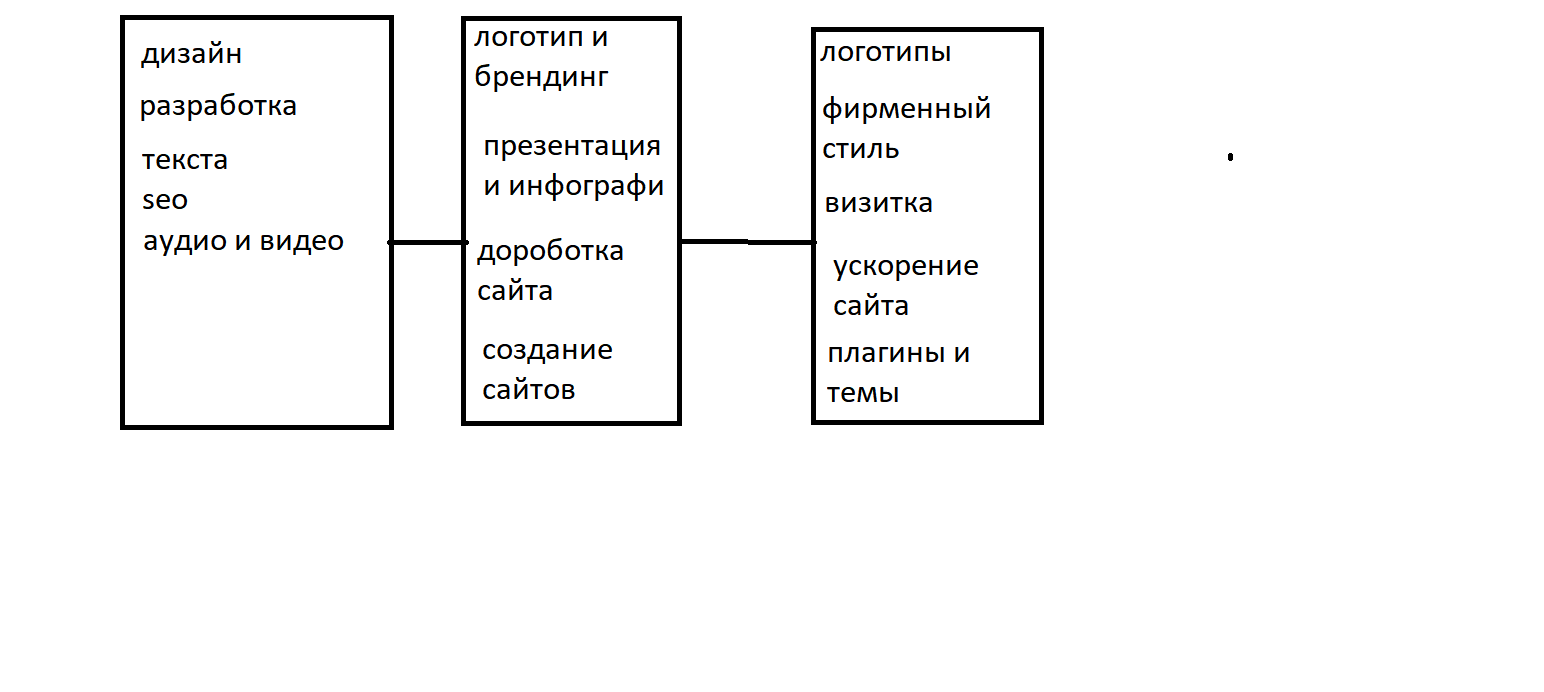 дизайн
разработка
текста
seo
аудио и видео
логотип и
брендинг
презентация
и инфографи
дороботка
сайта
создание
сайтов
логотипы
фирменный
стиль
визитка
ускорение
сайта
плагины и
темы